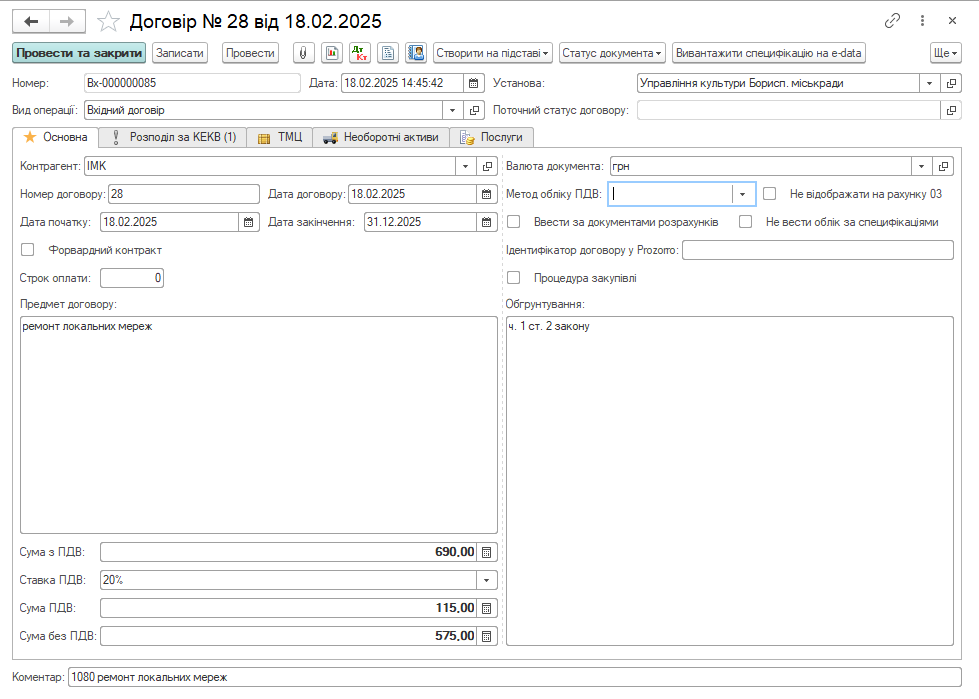 Договір № 28 від 18.02.2025
Провести та закрити Записати Провести Дт Кт Створити на підставі Статус документа Вивантажити специфікацію на e-data Ще
Номер: Вх-000000085 Дата: 18.02.2025 14:45:42 Установа: Управління культури Борисп. міськради
Вид операції: Вхідний договір Поточний статус договору:
Основна Розподіл за КЕКВ (1) ТМЦ Необоротні активи Послуги
Контрагент: ІМК Валюта документа: грн
Номер договору: 28 Дата договору: 18.02.2025 Метод обліку ПДВ: Не відображати на рахунку 03
Дата початку: 18.02.2025 Дата закінчення: 31.12.2025 Ввести за документами розрахунків Не вести облік за специфікаціями
Форвардний контракт Ідентифікатор договору у Prozorro:
Строк оплати: 0 Процедура закупівлі
Предмет договору: Обгрунтування:
ремонт локальних мереж ч. 1 ст. 2 закону
Сума з ПДВ: 690,00
Ставка ПДВ: 20%
Сума ПДВ: 115,00
Сума без ПДВ: 575,00
Коментар: 1080 ремонт локальних мереж